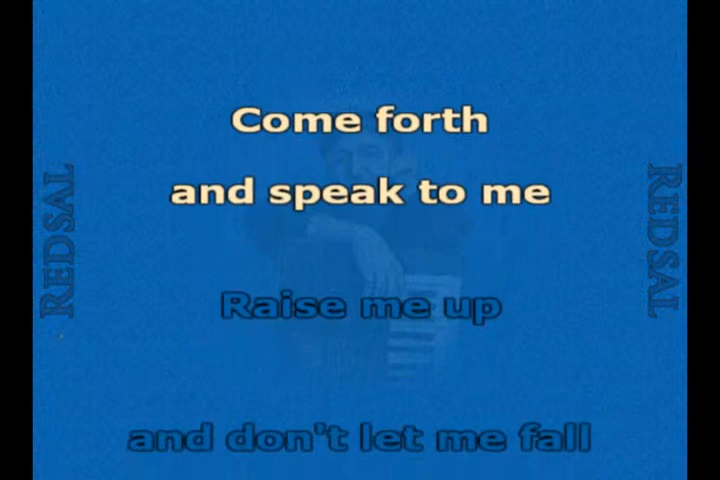 Come forth
and speak to me
REDSAL
REDSAL
Raise me up
and don't let me fall